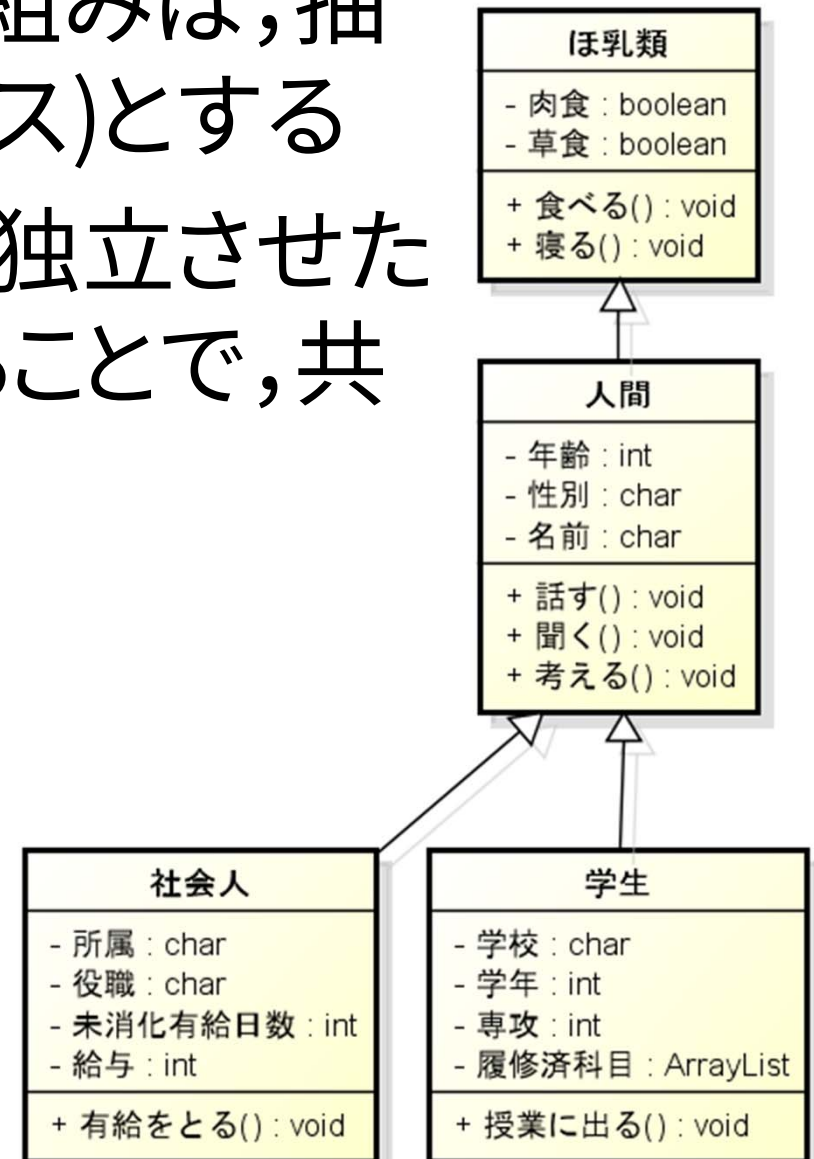 組みは，抽
ス)とする
独立させた
ことで，共
ほ乳類
- 肉食 : boolean
- 草食 : boolean
+ 食べる() : void
+ 寝る() : void
人間
- 年齢 : int
- 性別 : char
- 名前 : char
+ 話す() : void
+ 聞く() : void
+ 考える() : void
社会人
- 所属 : char
- 役職 : char
- 未消化有給日数 : int
- 給与 : int
+ 有給をとる() : void
学生
- 学校 : char
- 学年 : int
- 専攻 : int
- 履修済科目 : ArrayList
+ 授業に出る() : void